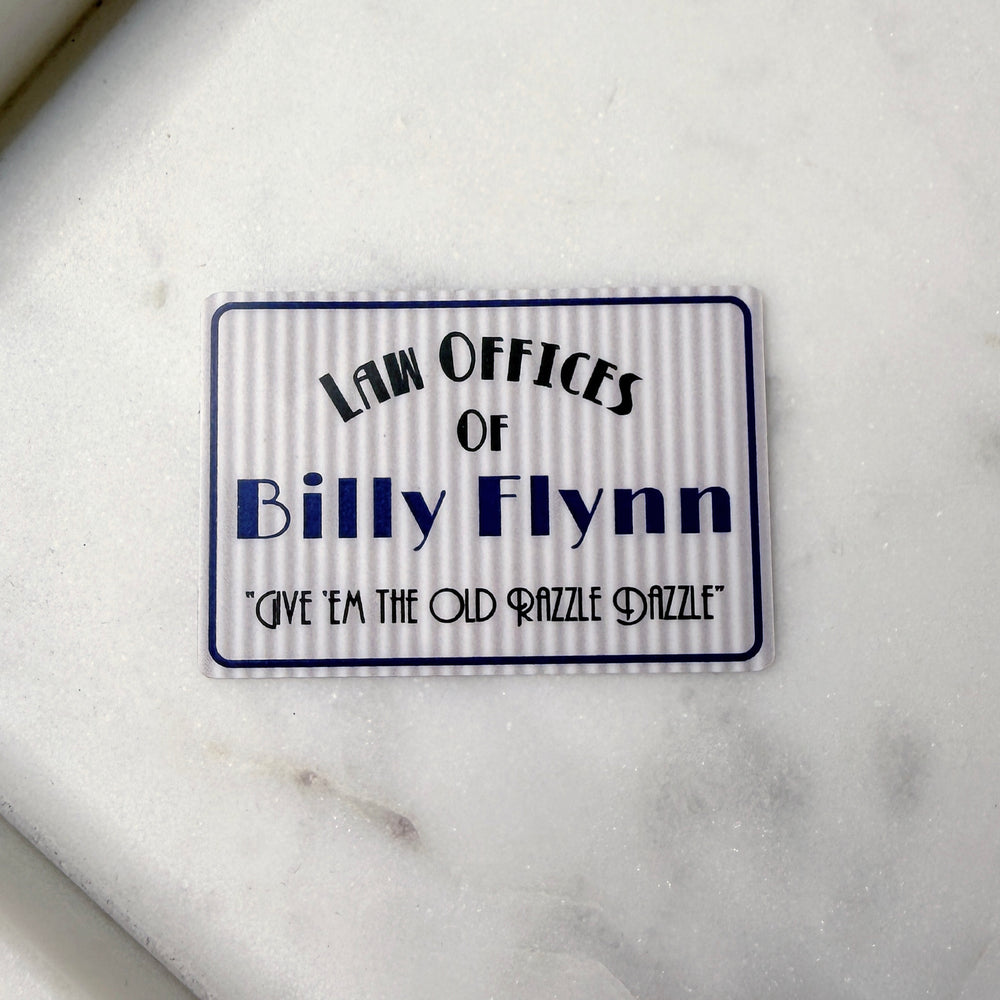 Law Offices
Of
Billy Flynn
"Give 'em the Old Razzle Dazzle"